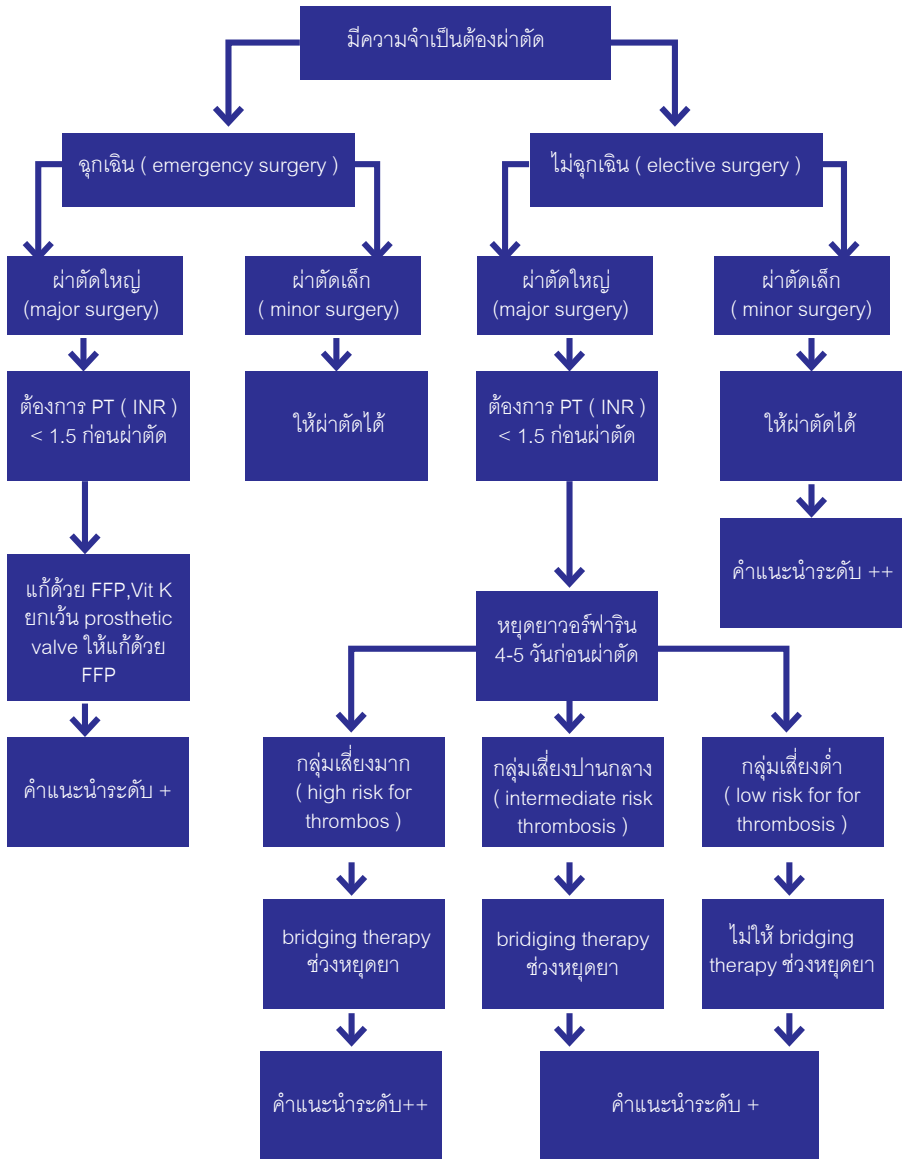 มีความจำเป็นต้องผ่าตัด
ฉุกเฉิน ( emergency surgery )
ไม่ฉุกเฉิน ( elective surgery )
ผ่าตัดใหญ่
(major surgery)
ผ่าตัดเล็ก
( minor surgery)
ผ่าตัดใหญ่
(major surgery)
ผ่าตัดเล็ก
( minor surgery)
ต้องการ PT ( INR )
< 1.5 ก่อนผ่าตัด
ให้ผ่าตัดได้
ต้องการ PT ( INR )
< 1.5 ก่อนผ่าตัด
ให้ผ่าตัดได้
คำแนะนำระดับ ++
แก้ด้วย FFP,Vit K
ยกเว้น prosthetic
valve ให้แก้ด้วย
FFP
หยุดยาวอร์ฟาริน
4-5 วันก่อนผ่าตัด
คำแนะนำระดับ +
กลุ่มเสี่ยงมาก
( high risk for
thrombos )
กลุ่มเสี่ยงปานกลาง
( intermediate risk
thrombosis )
กลุ่มเสี่ยงต่ำ
( low risk for for
thrombosis )
bridging therapy
ช่วงหยุดยา
bridiging therapy
ช่วงหยุดยา
ไม่ให้ bridging
therapy ช่วงหยุดยา
คำแนะนำระดับ++
คำแนะนำระดับ +